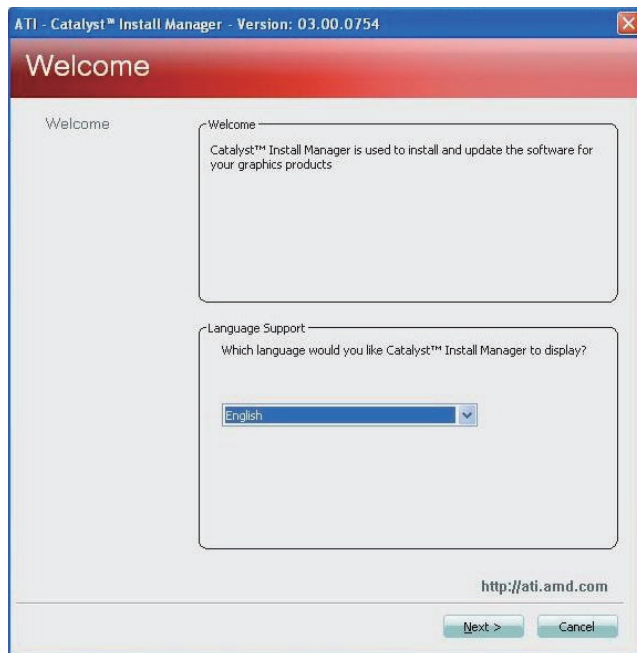 ATI - Catalyst™ Install Manager - Version: 03.00.0754
Welcome
Welcome
Welcome
Catalyst™ Install Manager is used to install and update the software for
your graphics products
Language Support
Which language would you like Catalyst™ Install Manager to display?
English
http://ati.amd.com
Next >
Cancel